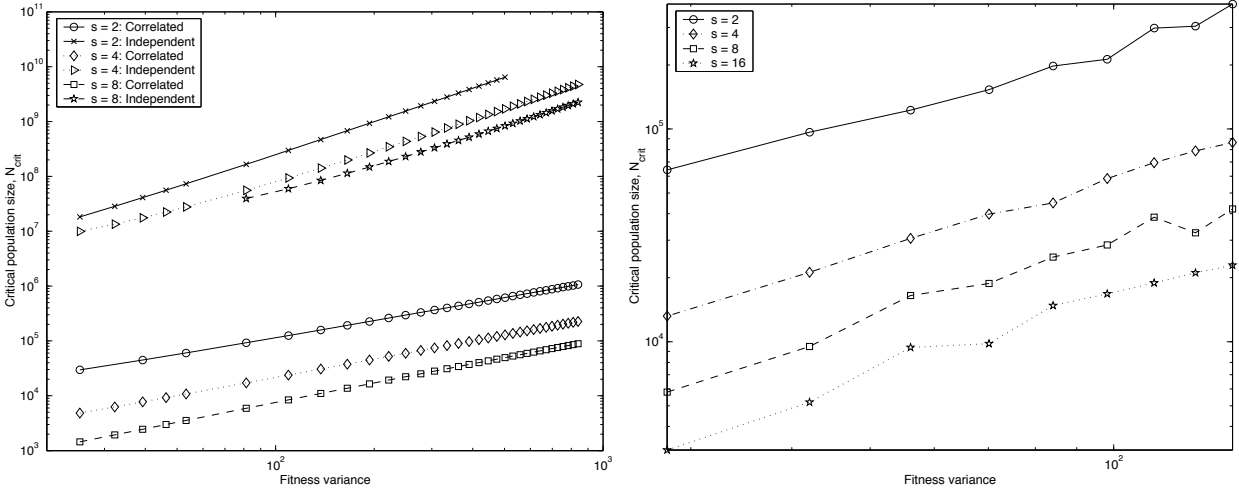 10^11
10^10
10^9
10^8
10^7
10^6
10^5
10^4
10^3
Critical population size, N_crit
s = 2: Correlated
s = 2: Independent
s = 4: Correlated
s = 4: Independent
s = 8: Correlated
s = 8: Independent
10^2
10^3
Fitness variance
s = 2
s = 4
s = 8
s = 16
10^5
10^4
Critical population size, N_crit
10^2
Fitness variance